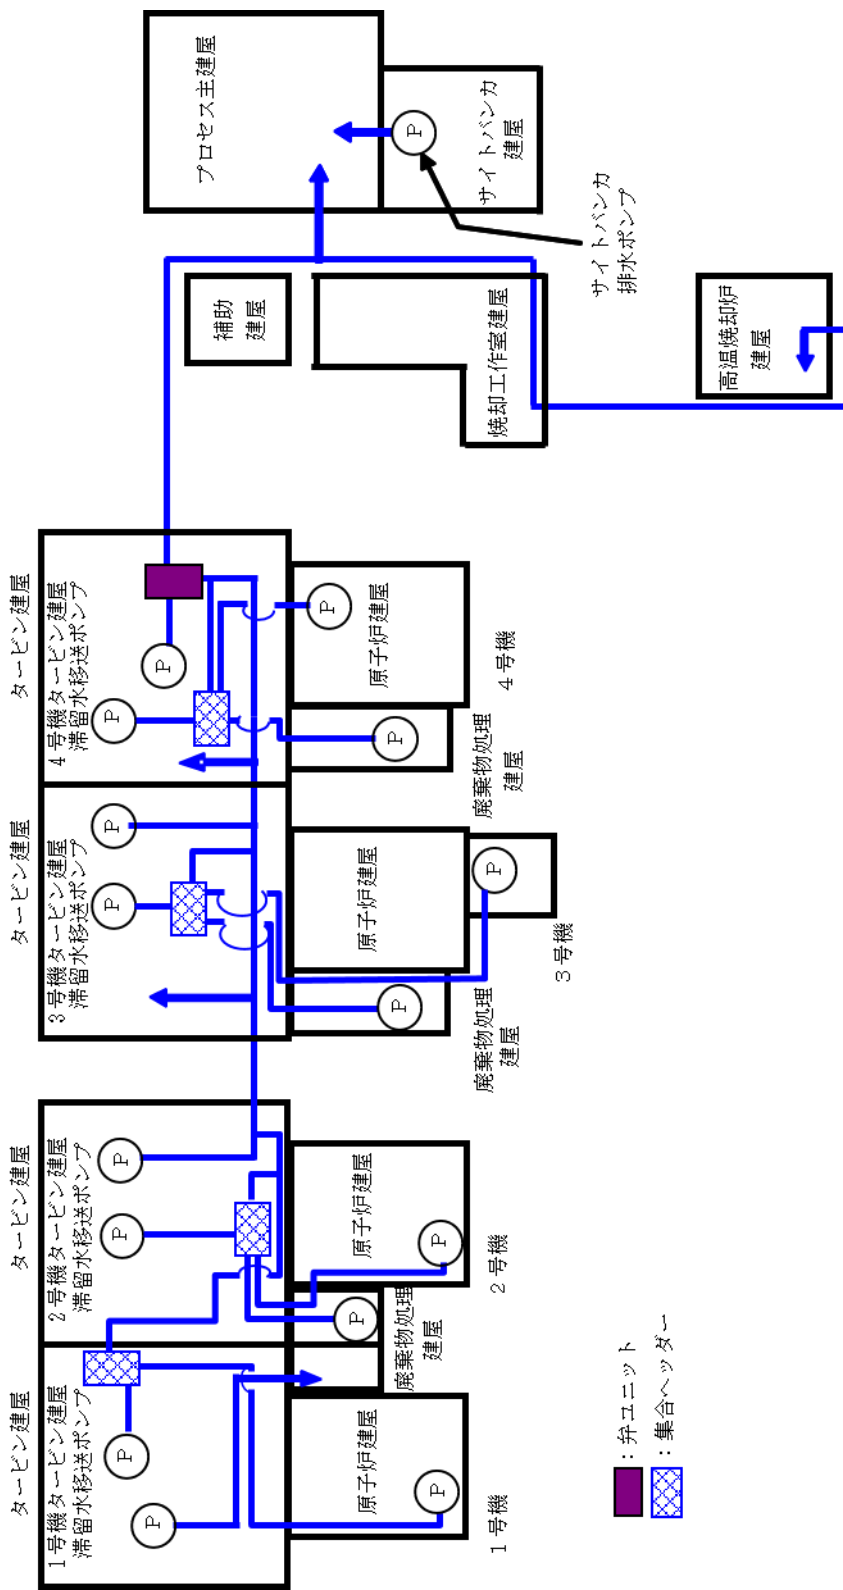 タービン建屋
タービン建屋
タービン建屋
タービン建屋
1号機タービン建屋
滞留水移送ポンプ
2号機タービン建屋
滞留水移送ポンプ
3号機タービン建屋
滞留水移送ポンプ
4号機タービン建屋
滞留水移送ポンプ
P
P
P
P
P
P
P
P
補助
建屋
プロセス主建屋
原子炉建屋
P
廃棄物処理
建屋
P
原子炉建屋
P
廃棄物処理
建屋
P
原子炉建屋
P
廃棄物処理
建屋
P
原子炉建屋
P
焼却工作室建屋
P
サイトバンカ
建屋
1号機
2号機
3号機
4号機
サイトバンカ
排水ポンプ
高温焼却炉
建屋
：弁ユニット
：集合ヘッダー